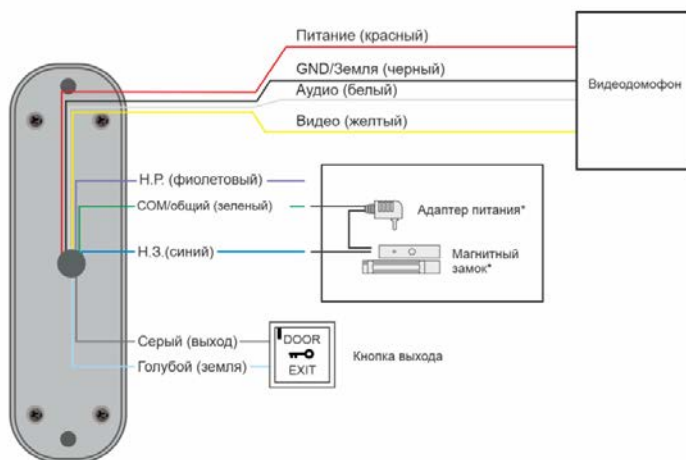 Питание (красный)
GND/Земля (черный)
Аудио (белый)
Видео (желтый)
Видеодомофон
Н.Р. (фиолетовый)
COM/общий (зеленый)
Н.З.(синий)
Адаптер питания*
Магнитный
замок*
Серый (выход)
Голубой (земля)
DOOR
EXIT
Кнопка выхода